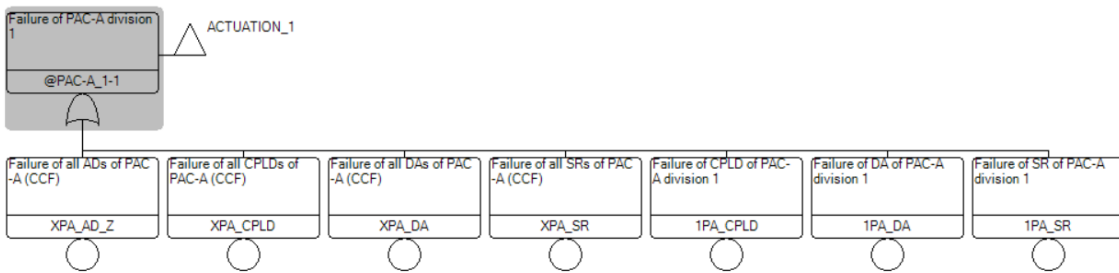 Failure of PAC-A division
1
@PAC-A_1-1
ACTUATION_1
Failure of all ADs of PAC
-A (CCF)
XPA_AD_Z
Failure of all CPLDs of
PAC-A (CCF)
XPA_CPLD
Failure of all DAs of PAC
-A (CCF)
XPA_DA
Failure of all SRs of PAC
-A (CCF)
XPA_SR
Failure of CPLD of PAC-
A division 1
1PA_CPLD
Failure of DA of PAC-A
division 1
1PA_DA
Failure of SR of PAC-A
division 1
1PA_SR